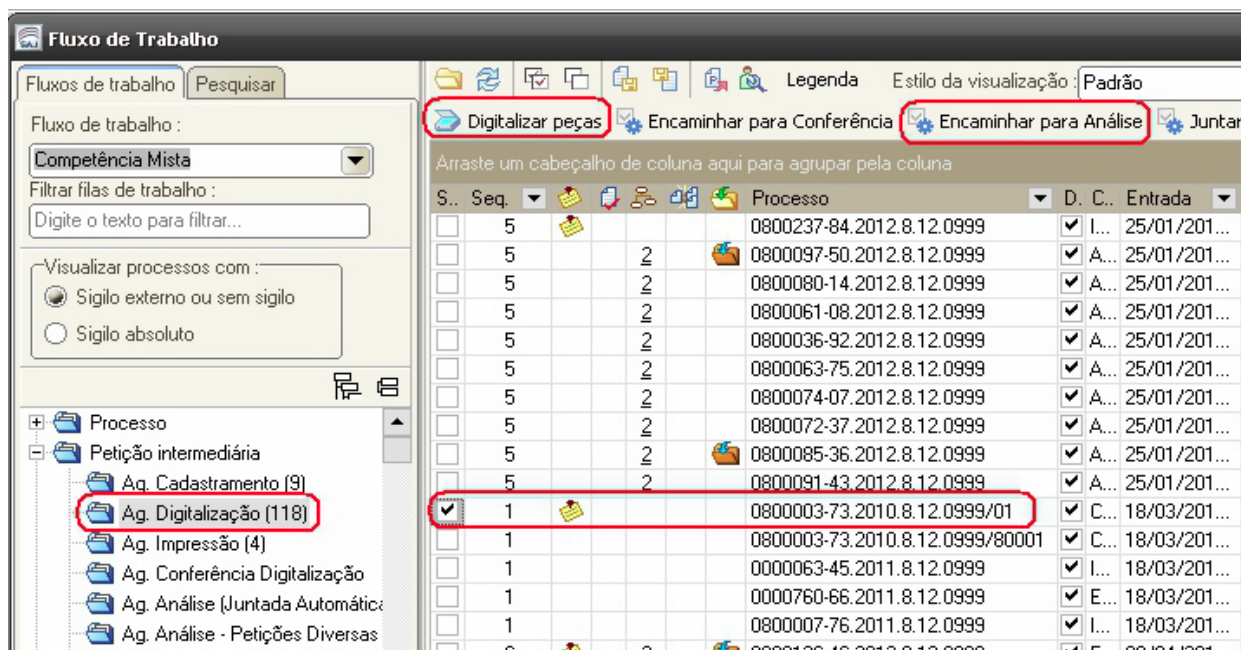 Fluxo de Trabalho
Fluxos de trabalho Pesquisar
Fluxo de trabalho :
Competência Mista
Filtrar filas de trabalho :
Digite o texto para filtrar...
Visualizar processos com :
Sigilo externo ou sem sigilo
Sigilo absoluto
Processo
Petição intermediária
Ag. Cadastramento (9)
Ag. Digitalização (118)
Ag. Impressão (4)
Ag. Conferência Digitalização
Ag. Análise (Juntada Automática
Ag. Análise - Petições Diversas
Legenda Estilo da visualização : Padrão
Digitalizar peças Encaminhar para Conferência Encaminhar para Análise Juntar
Arraste um cabeçalho de coluna aqui para agrupar pela coluna
S.. Seq. Processo D. C.. Entrada
5 0800237-84.2012.8.12.0999 I... 25/01/201...
5 2 0800097-50.2012.8.12.0999 A... 25/01/201...
5 2 0800080-14.2012.8.12.0999 A... 25/01/201...
5 2 0800061-08.2012.8.12.0999 A... 25/01/201...
5 2 0800036-92.2012.8.12.0999 A... 25/01/201...
5 2 0800063-75.2012.8.12.0999 A... 25/01/201...
5 2 0800074-07.2012.8.12.0999 A... 25/01/201...
5 2 0800072-37.2012.8.12.0999 A... 25/01/201...
5 2 0800085-36.2012.8.12.0999 A... 25/01/201...
5 2 0800091-43.2012.8.12.0999 A... 25/01/201...
1 0800003-73.2010.8.12.0999/01 C... 18/03/201...
1 0800003-73.2010.8.12.0999/80001 C... 18/03/201...
1 0000063-45.2011.8.12.0999 I... 18/03/201...
1 0000760-66.2011.8.12.0999 E... 18/03/201...
1 0800007-76.2011.8.12.0999 I... 18/03/201...